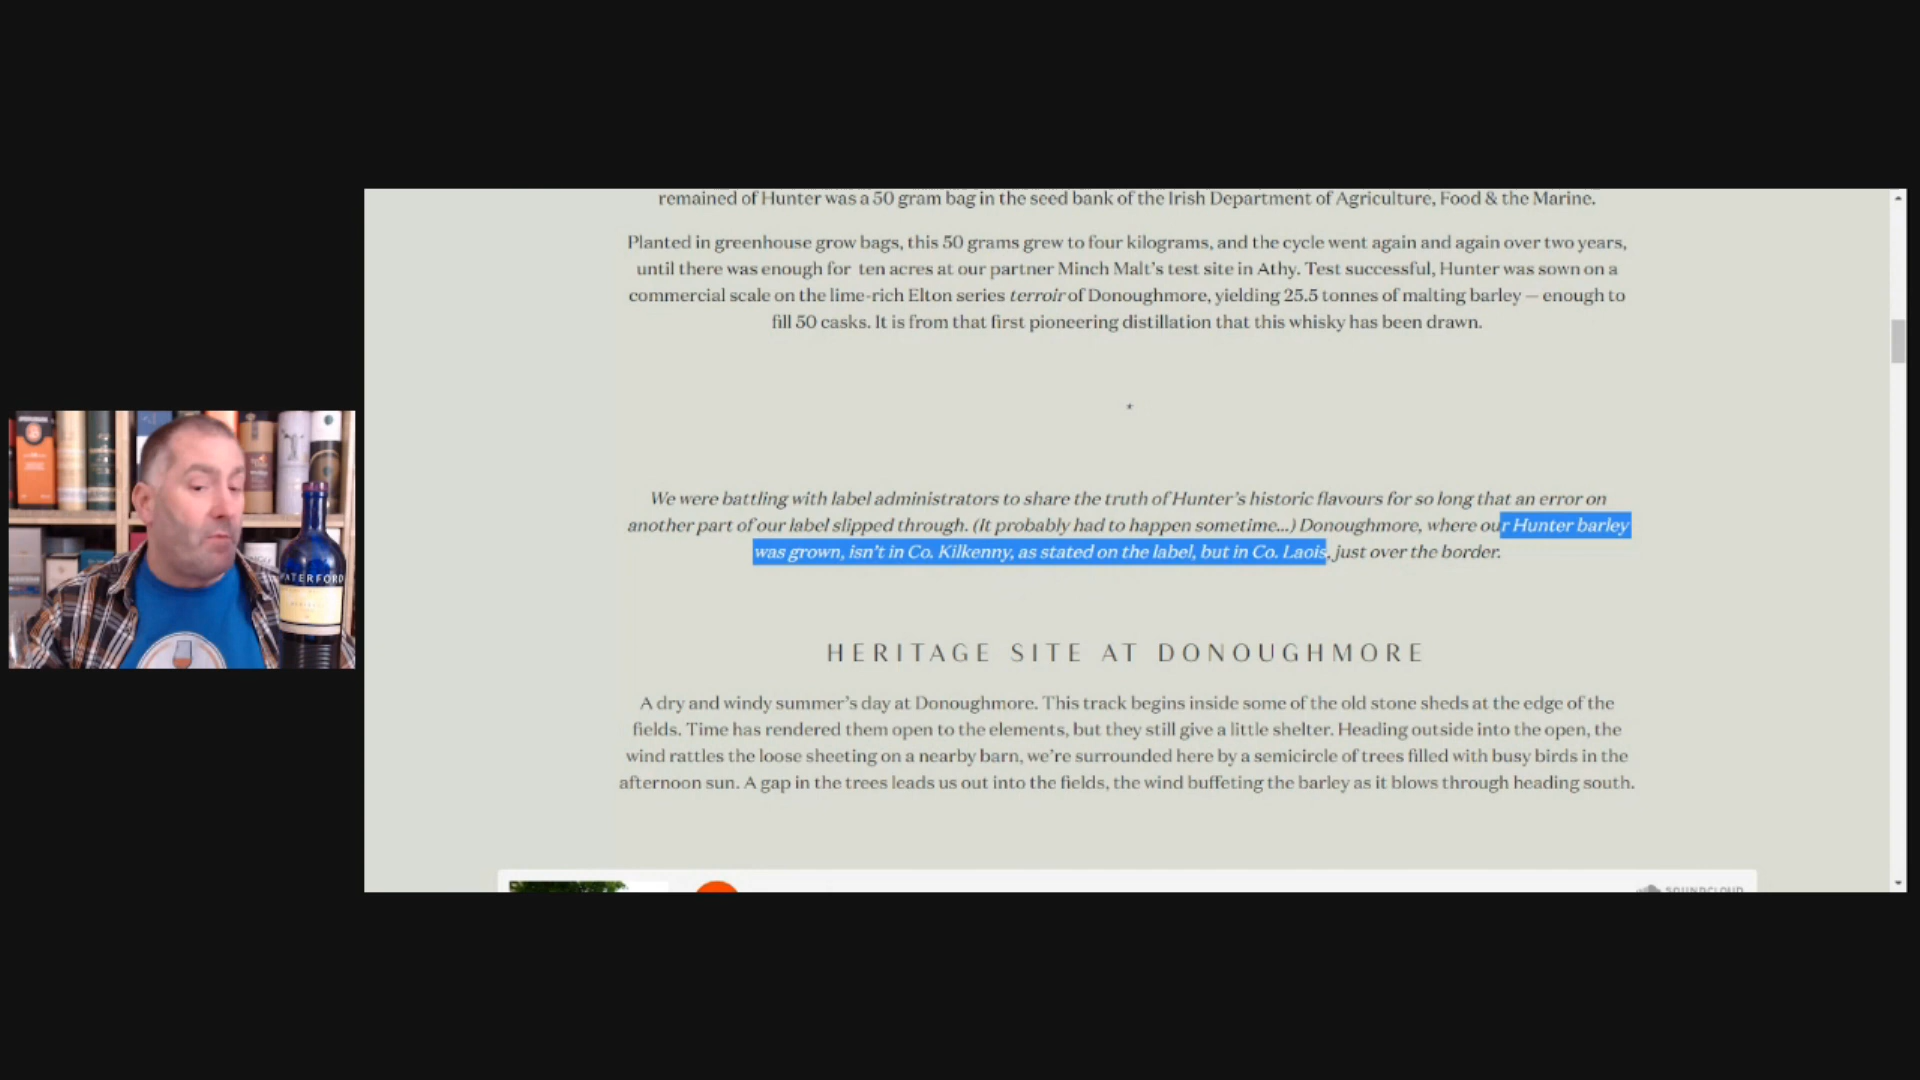 remained of Hunter was a 50 gram bag in the seed bank of the Irish Department of Agriculture, Food & the Marine.
Planted in greenhouse grow bags, this 50 grams grew to four kilograms, and the cycle went again and again over two years,
until there was enough for ten acres at our partner Minch Malt’s test site in Athy. Test successful, Hunter was sown on a
commercial scale on the lime-rich Elton series terroir of Donoughmore, yielding 25.5 tonnes of malting barley — enough to
fill 50 casks. It is from that first pioneering distillation that this whisky has been drawn.
*
We were battling with label administrators to share the truth of Hunter’s historic flavours for so long that an error on
another part of our label slipped through. (It probably had to happen sometime...) Donoughmore, where our Hunter barley
was grown, isn’t in Co. Kilkenny, as stated on the label, but in Co. Laois, just over the border.
HERITAGE SITE AT DONOUGHMORE
A dry and windy summer’s day at Donoughmore. This track begins inside some of the old stone sheds at the edge of the
fields. Time has rendered them open to the elements, but they still give a little shelter. Heading outside into the open, the
wind rattles the loose sheeting on a nearby barn, we’re surrounded here by a semicircle of trees filled with busy birds in the
afternoon sun. A gap in the trees leads us out into the fields, the wind buffeting the barley as it blows through heading south.
SOUNDCLOUD
WATERFORD